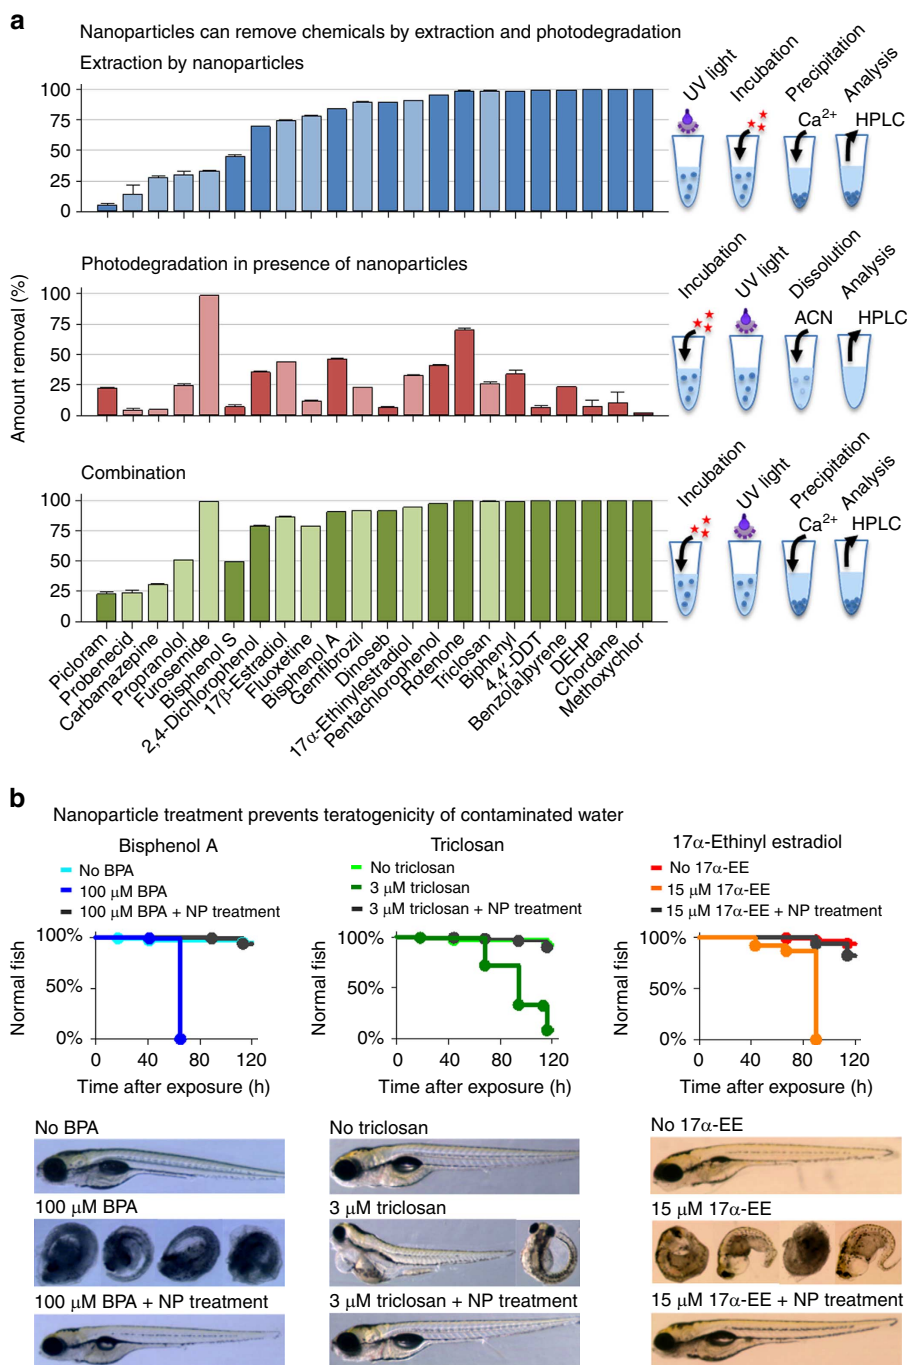 a
Nanoparticles can remove chemicals by extraction and photodegradation
Extraction by nanoparticles
100
75
50
25
0
UV light
Incubation
Precipitation
Analysis
Ca2+
HPLC
Amount removal (%)
Photodegradation in presence of nanoparticles
100
75
50
25
0
Incubation
UV light
Dissolution
Analysis
ACN
HPLC
Combination
100
75
50
25
0
Incubation
UV light
Precipitation
Analysis
Ca2+
HPLC
Picloram
Probenecid
Carbamazepine
Propranolol
Furosemide
Bisphenol S
2,4-Dichlorophenol
17β-Estradiol
Fluoxetine
Bisphenol A
Gemfibrozil
Dinoseb
17α-Ethinylestradiol
Pentachlorophenol
Rotenone
Triclosan
Biphenyl
4,4′-DDT
Benzo[a]pyrene
DEHP
Chordane
Methoxychlor
b
Nanoparticle treatment prevents teratogenicity of contaminated water
Bisphenol A
No BPA
100 μM BPA
100 μM BPA + NP treatment
Normal fish
100%
50%
0%
0 40 80 120
Time after exposure (h)
Triclosan
No triclosan
3 μM triclosan
3 μM triclosan + NP treatment
Normal fish
100%
50%
0%
0 40 80 120
Time after exposure (h)
17α-Ethinyl estradiol
No 17α-EE
15 μM 17α-EE
15 μM 17α-EE + NP treatment
Normal fish
100%
50%
0%
0 40 80 120
Time after exposure (h)
No BPA
100 μM BPA
100 μM BPA + NP treatment
No triclosan
3 μM triclosan
3 μM triclosan + NP treatment
No 17α-EE
15 μM 17α-EE
15 μM 17α-EE + NP treatment